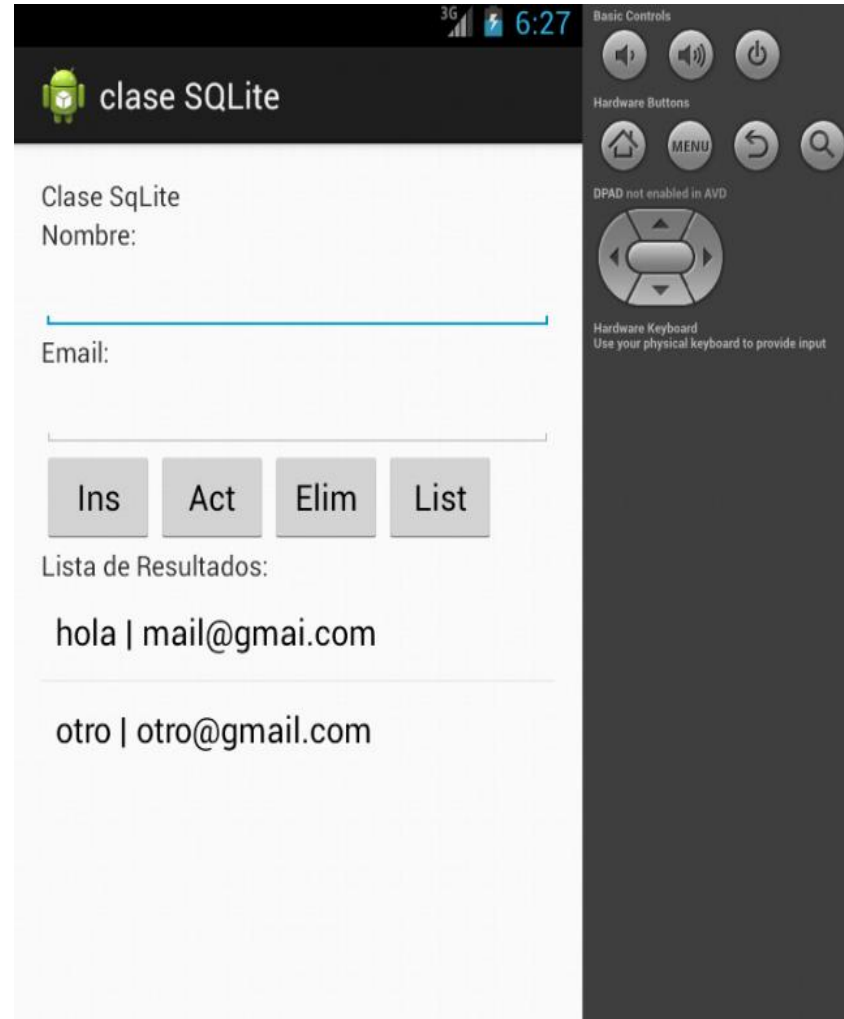 3G 6:27
clase SQLite
Clase SqLite
Nombre:
Email:
Ins Act Elim List
Lista de Resultados:
hola | mail@gmai.com
otro | otro@gmail.com
Basic Controls
Hardware Buttons
MENU
DPAD not enabled in AVD
Hardware Keyboard
Use your physical keyboard to provide input